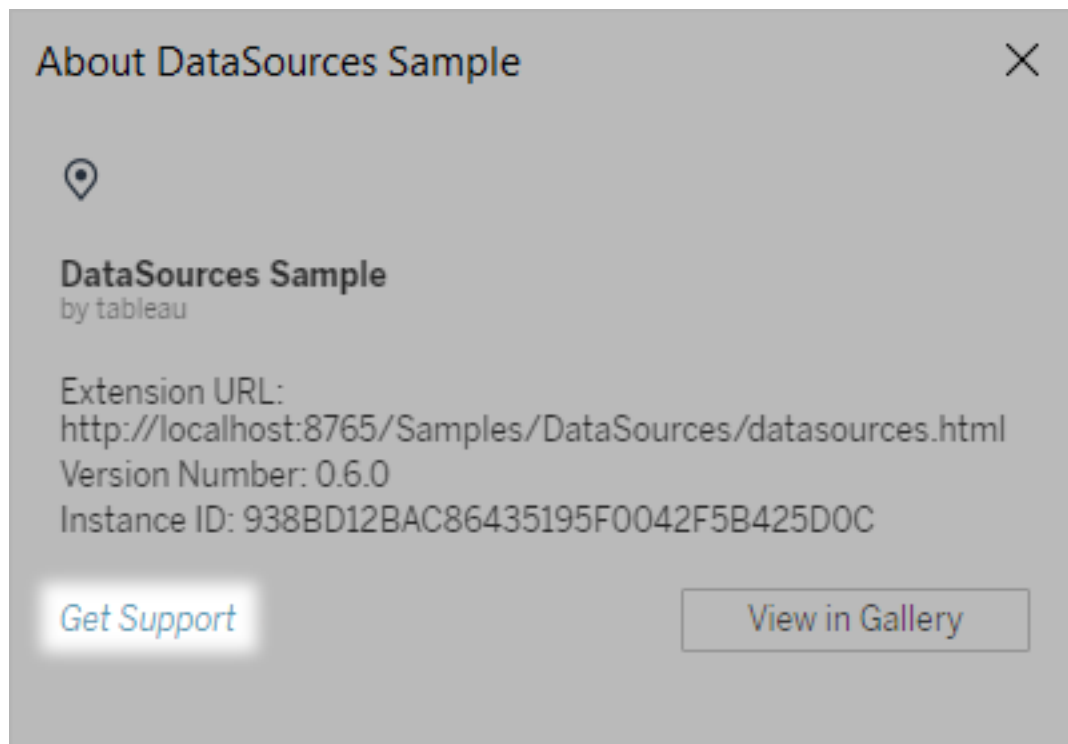 About DataSources Sample
DataSources Sample
by tableau
Extension URL:
http://localhost:8765/Samples/DataSources/datasources.html
Version Number: 0.6.0
Instance ID: 938BD12BAC86435195F0042F5B425D0C
Get Support
View in Gallery